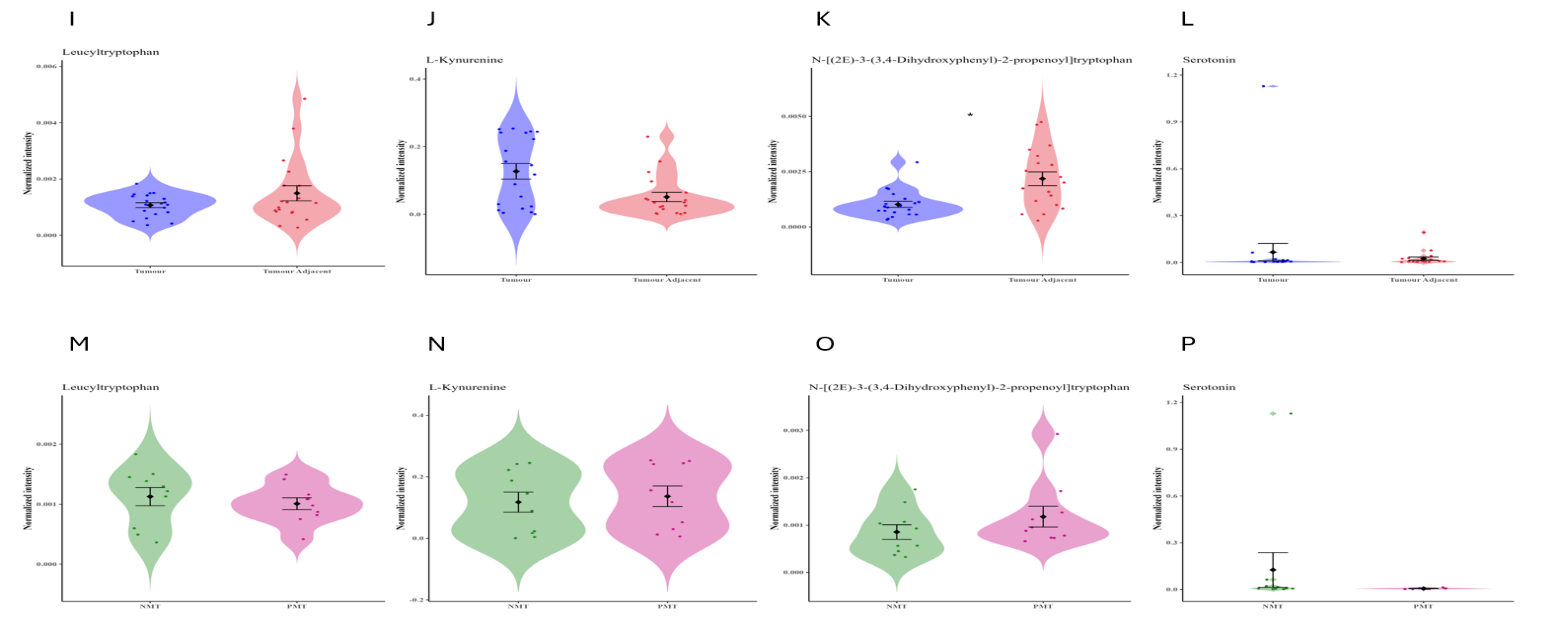 I
J
K
L
Leucyltryptophan
L-Kynurenine
N-[(2E)-3-(3,4-Dihydroxyphenyl)-2-propenoyl]tryptophan
Serotonin
Normalized intensity
0.006
0.004
0.002
0.000
Tumour
Tumour Adjacent
Normalized intensity
0.4
0.2
0.0
Tumour
Tumour Adjacent
Normalized intensity
0.0050
0.0025
0.0000
*
Tumour
Tumour Adjacent
Normalized intensity
1.2
0.9
0.6
0.3
0.0
Tumour
Tumour Adjacent
M
N
O
P
Leucyltryptophan
L-Kynurenine
N-[(2E)-3-(3,4-Dihydroxyphenyl)-2-propenoyl]tryptophan
Serotonin
Normalized intensity
0.002
0.001
0.000
NMT
PMT
Normalized intensity
0.4
0.2
0.0
-0.2
NMT
PMT
Normalized intensity
0.003
0.002
0.001
0.000
NMT
PMT
Normalized intensity
1.2
0.9
0.6
0.3
0.0
NMT
PMT